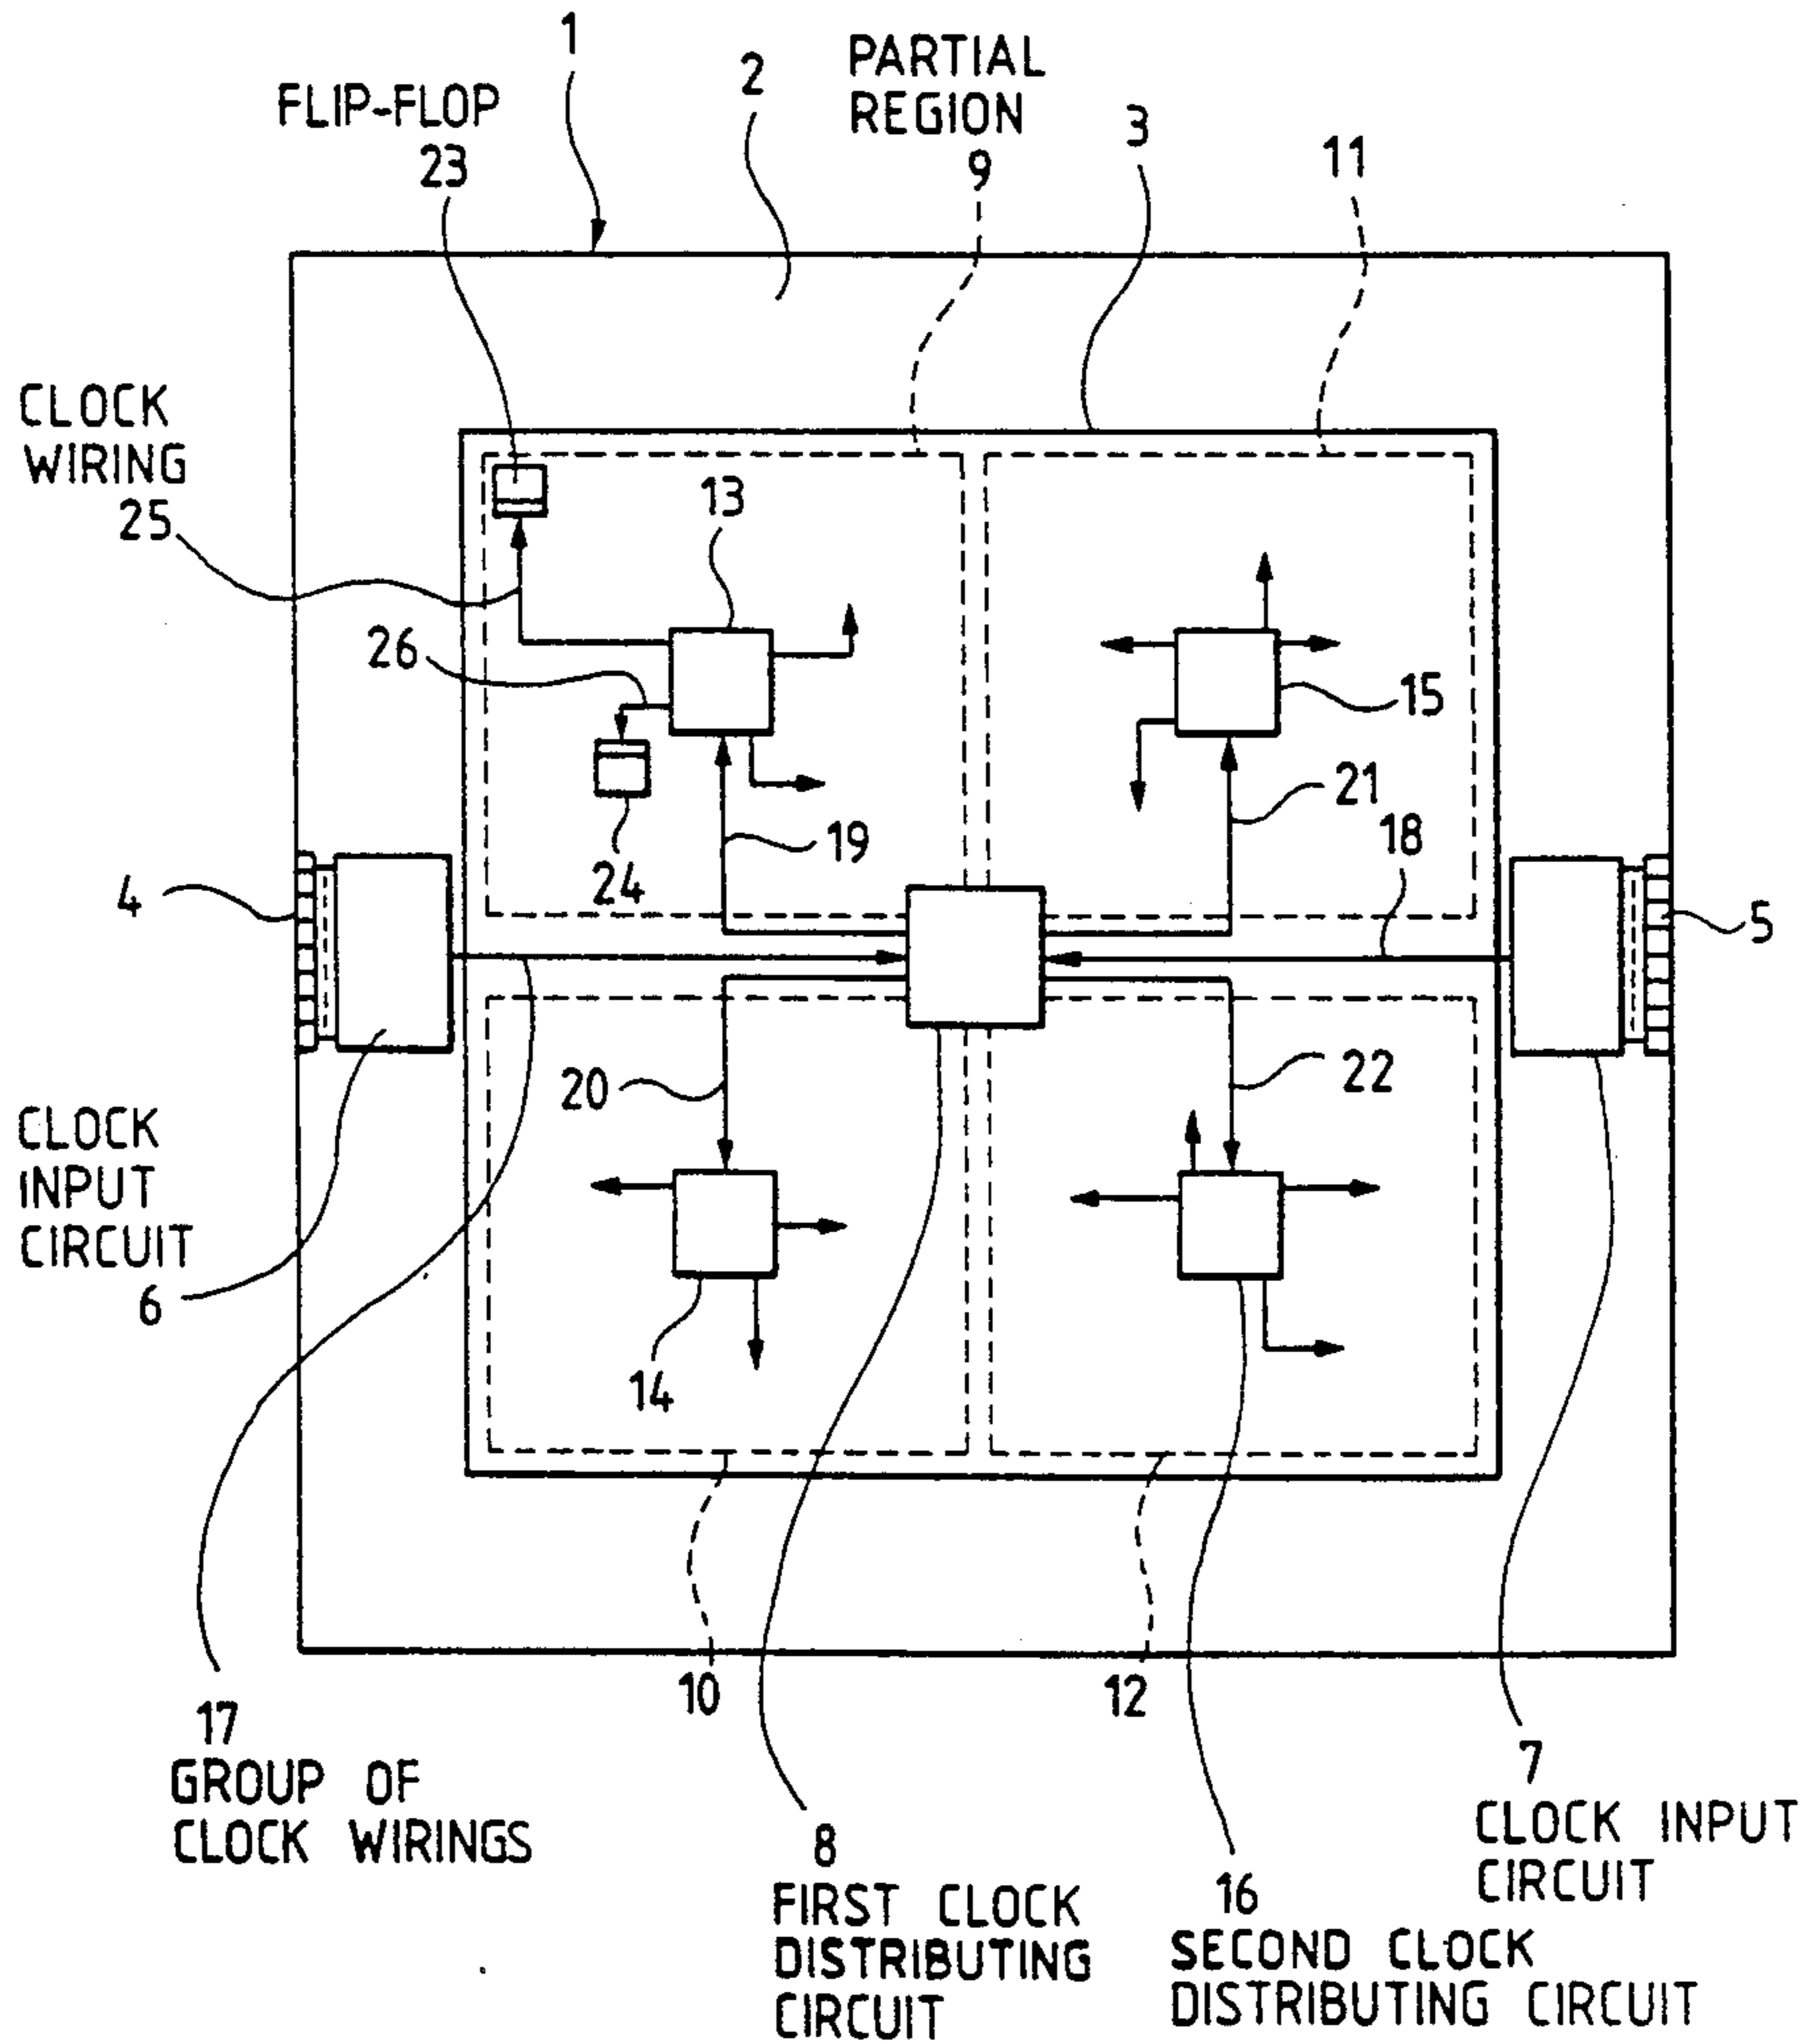 1
2
PARTIAL
REGION
9
FLIP-FLOP
23
3
11
CLOCK
WIRING
25
13
26
15
24
19
21
18
4
5
20
22
CLOCK
INPUT
CIRCUIT
6
14
10
12
17
GROUP OF
CLOCK WIRINGS
8
FIRST CLOCK
DISTRIBUTING
CIRCUIT
16
SECOND CLOCK
DISTRIBUTING CIRCUIT
7
CLOCK INPUT
CIRCUIT